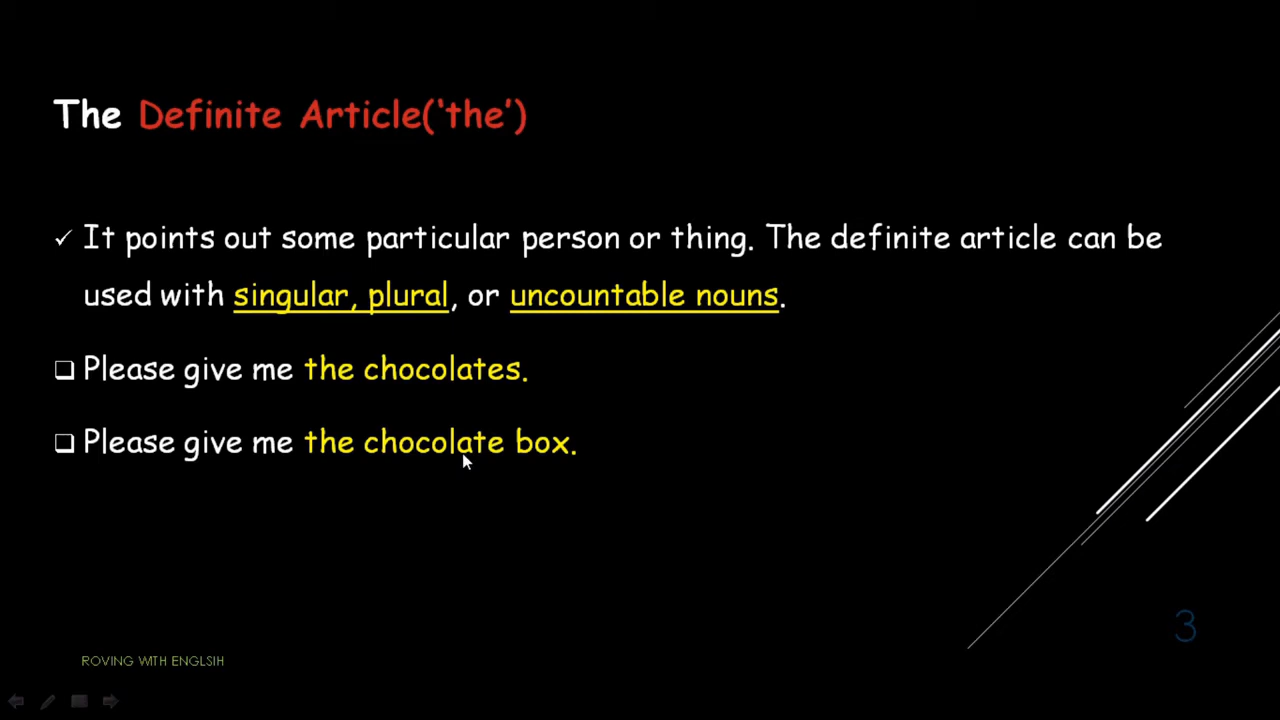 The Definite Article(‘the’)
✓ It points out some particular person or thing. The definite article can be
used with singular, plural, or uncountable nouns.
❑ Please give me the chocolates.
❑ Please give me the chocolate box.
3
ROVING WITH ENGLSIH